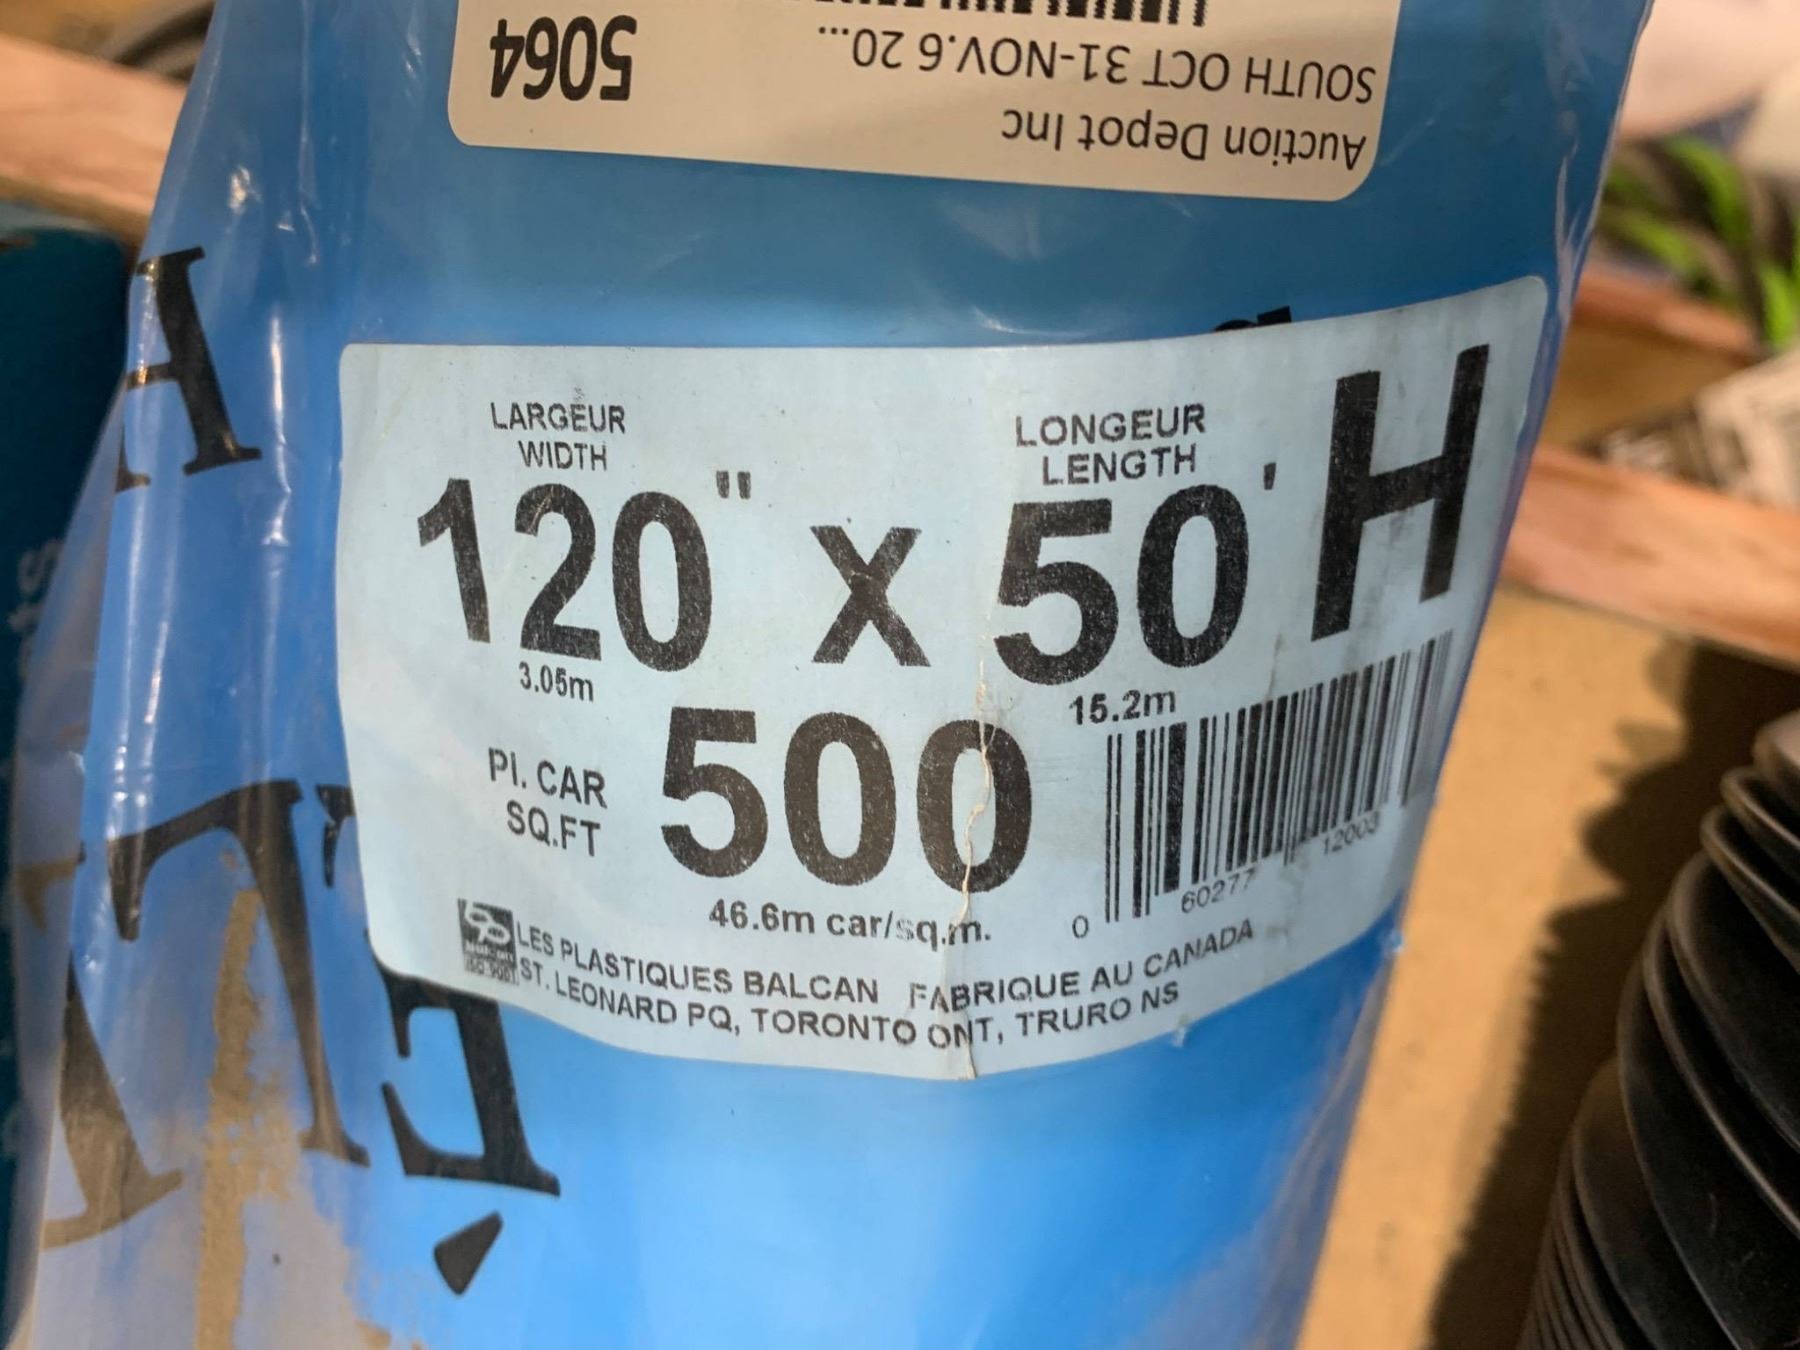 5064
SOUTH OCT 31-NOV.6 20...
Auction Depot Inc
LARGEUR
WIDTH
LONGEUR
LENGTH
120" x 50' H
3.05m
15.2m
PI. CAR
SQ.FT
500
46.6m car/sq.m.
0 60277 12003
LES PLASTIQUES BALCAN FABRIQUE AU CANADA
ST. LEONARD PQ, TORONTO ONT, TRURO NS